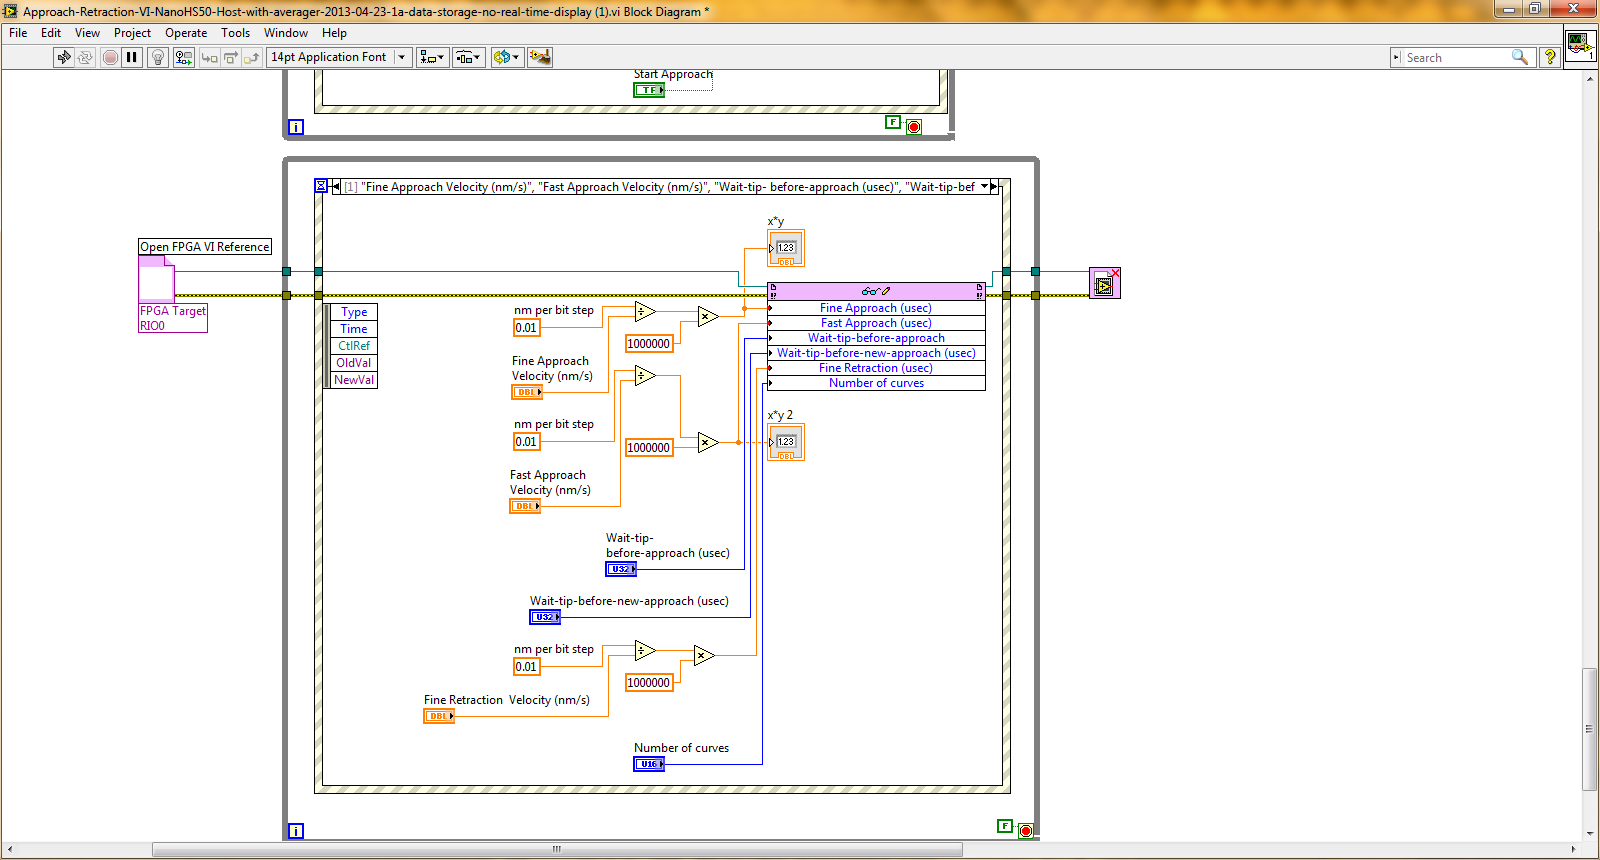 Approach-Retraction-VI-NanoHS50-Host-with-averager-2013-04-23-1a-data-storage-no-real-time-display (1).vi Block Diagram *
File Edit View Project Operate Tools Window Help
14pt Application Font
Search
1
Start Approach
TF
i
F
[1] "Fine Approach Velocity (nm/s)", "Fast Approach Velocity (nm/s)", "Wait-tip- before-approach (usec)", "Wait-tip-bef
x*y
1.23
DBL
Open FPGA VI Reference
FPGA Target
RIO0
Type
Time
CtlRef
OldVal
NewVal
nm per bit step
0.01
÷
×
1000000
Fine Approach (usec)
Fast Approach (usec)
Wait-tip-before-approach
Wait-tip-before-new-approach (usec)
Fine Retraction (usec)
Number of curves
Fine Approach
Velocity (nm/s)
DBL
÷
nm per bit step
0.01
1000000
×
x*y 2
1.23
DBL
Fast Approach
Velocity (nm/s)
DBL
Wait-tip-
before-approach (usec)
U32
Wait-tip-before-new-approach (usec)
U32
nm per bit step
0.01
÷
×
1000000
Fine Retraction  Velocity (nm/s)
DBL
Number of curves
U16
i
F